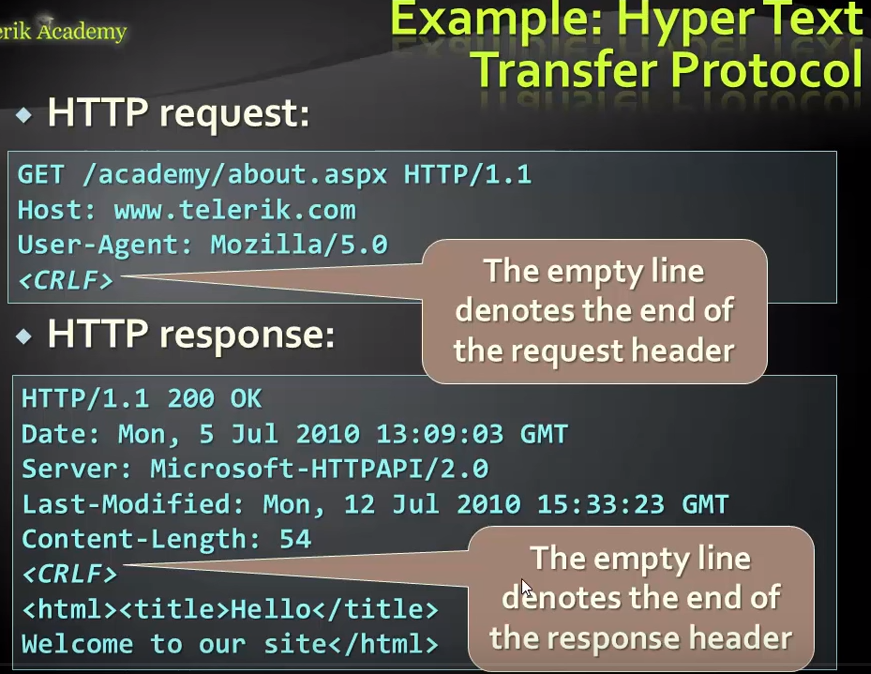 erik Academy
Example: Hyper Text
Transfer Protocol
HTTP request:
GET /academy/about.aspx HTTP/1.1
Host: www.telerik.com
User-Agent: Mozilla/5.0
<CRLF>
The empty line
denotes the end of
the request header
HTTP response:
HTTP/1.1 200 OK
Date: Mon, 5 Jul 2010 13:09:03 GMT
Server: Microsoft-HTTPAPI/2.0
Last-Modified: Mon, 12 Jul 2010 15:33:23 GMT
Content-Length: 54
<CRLF>
<html><title>Hello</title>
Welcome to our site</html>
The empty line
denotes the end of
the response header